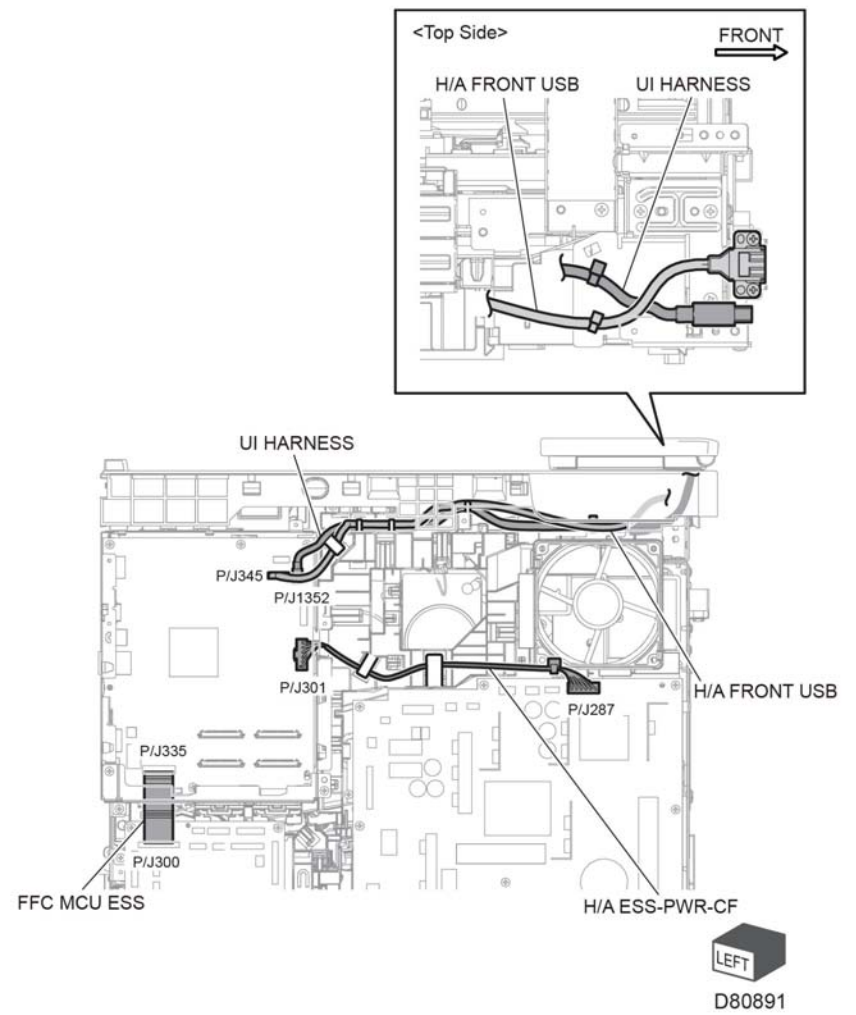 <Top Side>
FRONT
H/A FRONT USB
UI HARNESS
UI HARNESS
P/J345
P/J1352
P/J301
P/J287
H/A FRONT USB
P/J335
P/J300
FFC MCU ESS
H/A ESS-PWR-CF
LEFT
D80891